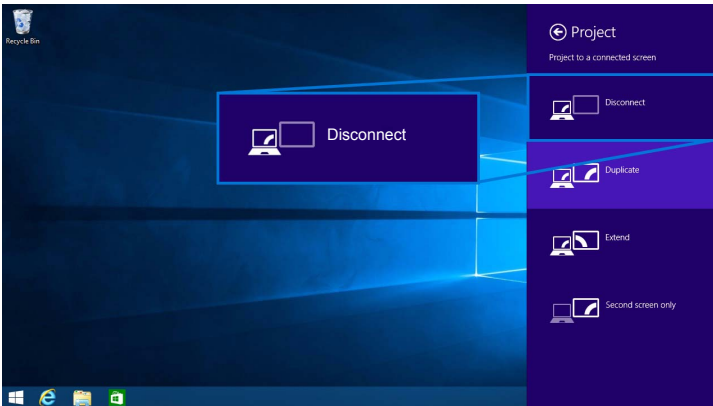 Recycle Bin
Project
Project to a connected screen
Disconnect
Disconnect
Duplicate
Extend
Second screen only